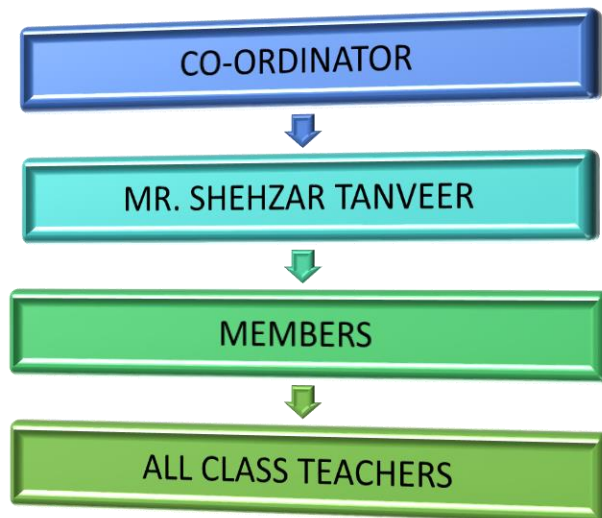 CO-ORDINATOR
MR. SHEHZAR TANVEER
MEMBERS
ALL CLASS TEACHERS